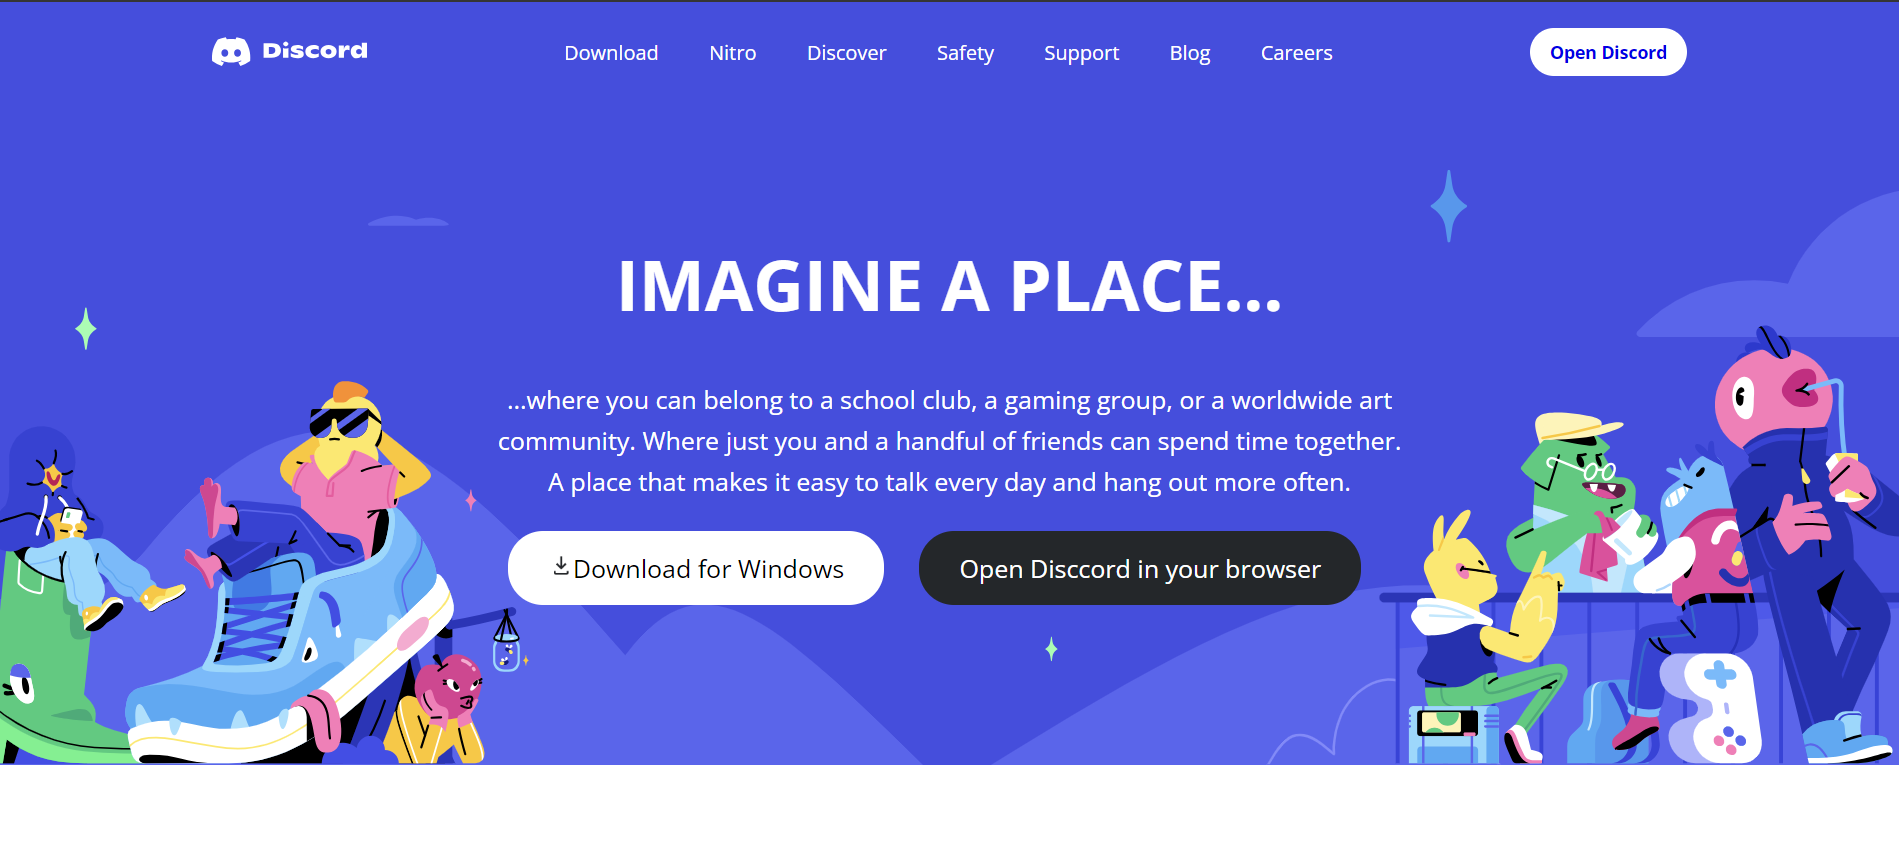 Discord
Download Nitro Discover Safety Support Blog Careers
Open Discord
IMAGINE A PLACE...
...where you can belong to a school club, a gaming group, or a worldwide art
community. Where just you and a handful of friends can spend time together.
A place that makes it easy to talk every day and hang out more often.
Download for Windows
Open Disccord in your browser